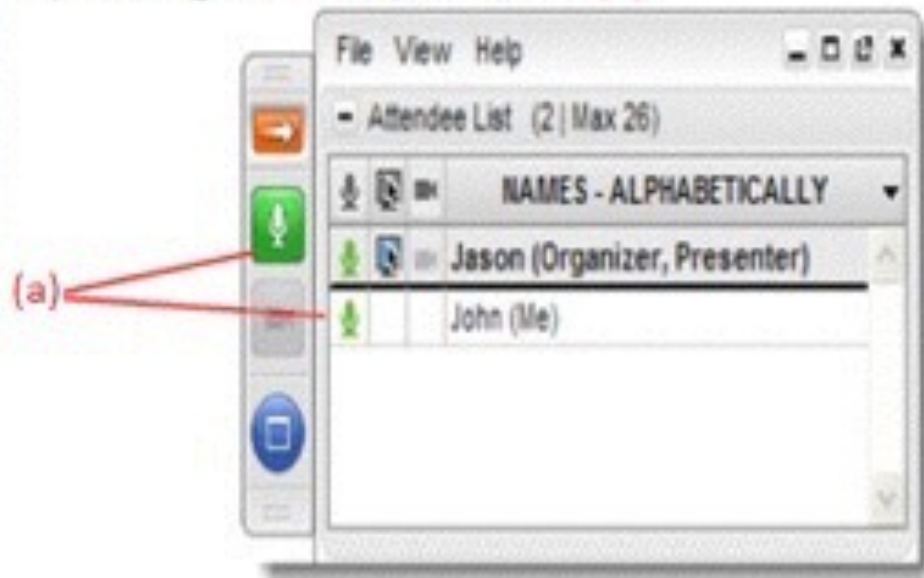 File View Help
- Attendee List (2 | Max 26)
NAMES - ALPHABETICALLY
Jason (Organizer, Presenter)
(a)
John (Me)